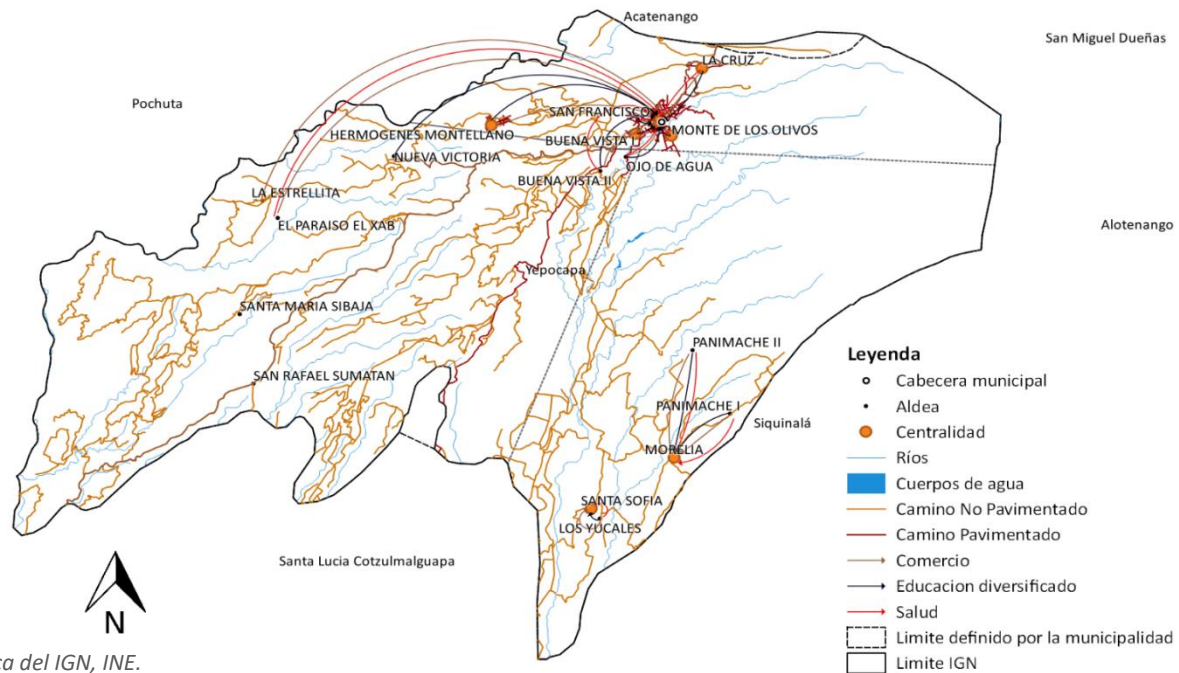 Acatenango
San Miguel Dueñas
LA CRUZ
Pochuta
SAN FRANCISCO
HERMOGENES MONTELLANO
MONTE DE LOS OLIVOS
BUENA VISTA I
NUEVA VICTORIA
OJO DE AGUA
BUENA VISTA II
LA ESTRELLITA
EL PARAISO EL XAB
Alotenango
Yepocapa
SANTA MARIA SIBAJA
PANIMACHE II
SAN RAFAEL SUMATAN
PANIMACHE I
Siquinalá
MORELIA
SANTA SOFIA
LOS YUCALES
Santa Lucia Cotzulmalguapa
Leyenda
Cabecera municipal
Aldea
Centralidad
Ríos
Cuerpos de agua
Camino No Pavimentado
Camino Pavimentado
Comercio
Educacion diversificado
Salud
Limite definido por la municipalidad
Limite IGN
N
ca del IGN, INE.